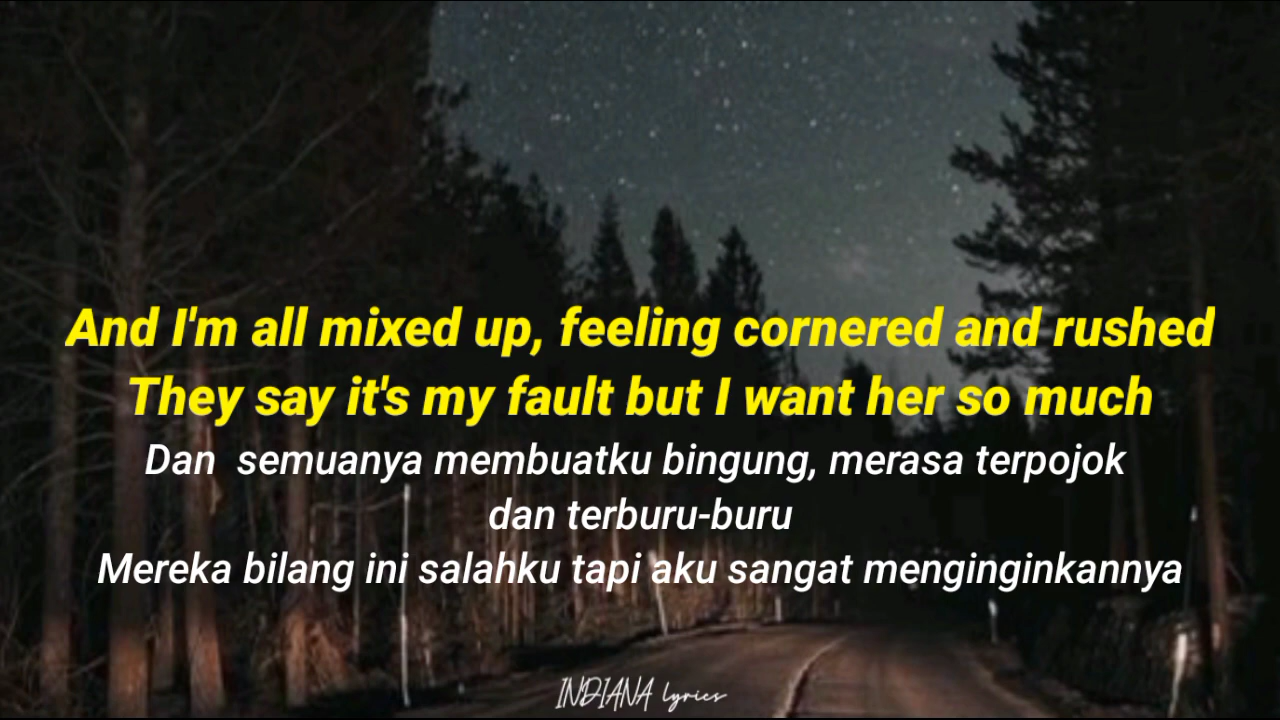 And I'm all mixed up, feeling cornered and rushed
They say it's my fault but I want her so much
Dan  semuanya membuatku bingung, merasa terpojok
dan terburu-buru
Mereka bilang ini salahku tapi aku sangat menginginkannya
INDIANA lyrics